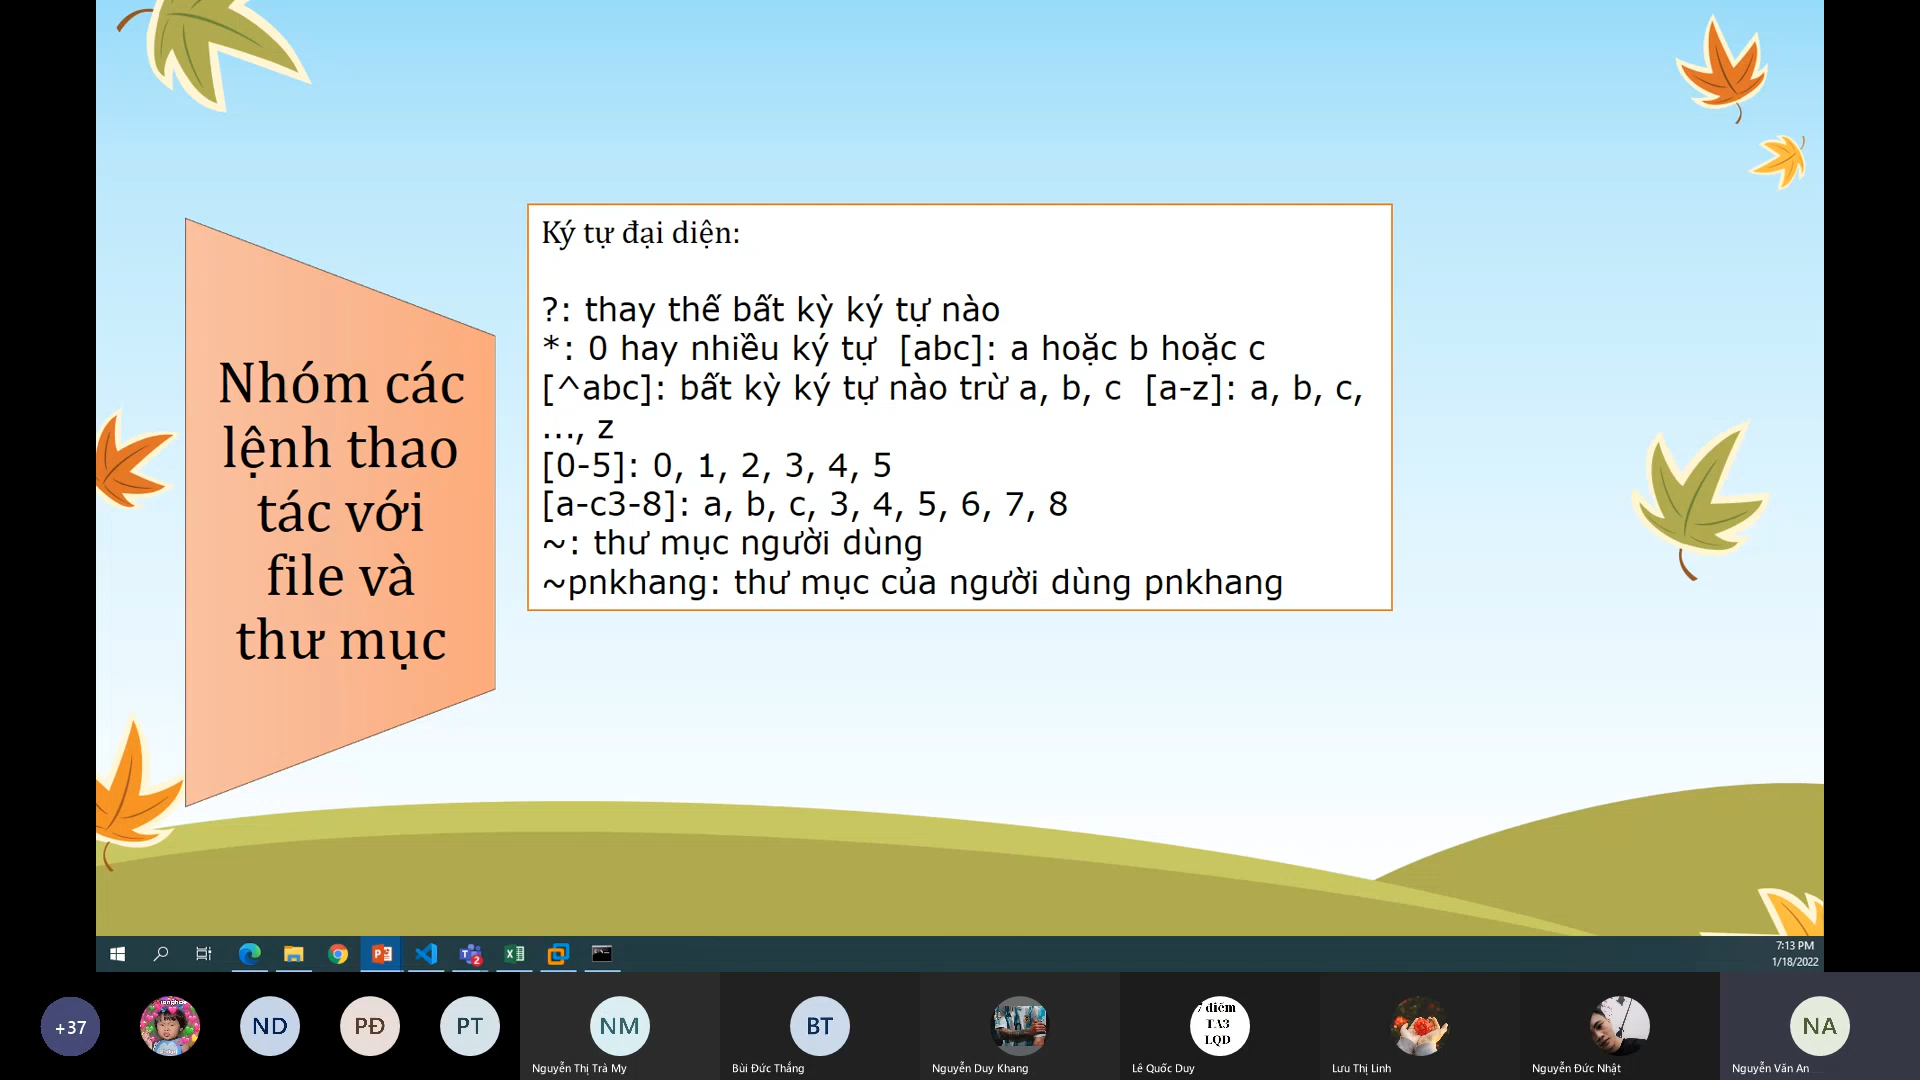 Nhóm các
lệnh thao
tác với
file và
thư mục
Ký tự đại diện:
?: thay thế bất kỳ ký tự nào
*: 0 hay nhiều ký tự [abc]: a hoặc b hoặc c
[^abc]: bất kỳ ký tự nào trừ a, b, c [a-z]: a, b, c,
..., z
[0-5]: 0, 1, 2, 3, 4, 5
[a-c3-8]: a, b, c, 3, 4, 5, 6, 7, 8
~: thư mục người dùng
~pnkhang: thư mục của người dùng pnkhang
7:13 PM
1/18/2022
+37
ND
PĐ
PT
NM
Nguyễn Thị Trà My
BT
Bùi Đức Thắng
Nguyễn Duy Khang
7 điểm
TA3
LQD
Lê Quốc Duy
Lưu Thị Linh
Nguyễn Đức Nhật
NA
Nguyễn Văn An